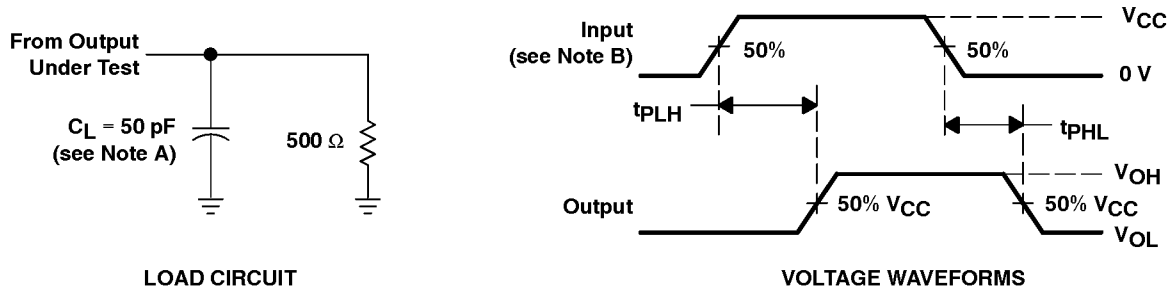 From Output
Under Test
CL = 50 pF
(see Note A)
500 Ω
LOAD CIRCUIT
Input
(see Note B)
50%
50%
VCC
0 V
tPLH
tPHL
Output
50% VCC
50% VCC
VOH
VOL
VOLTAGE WAVEFORMS